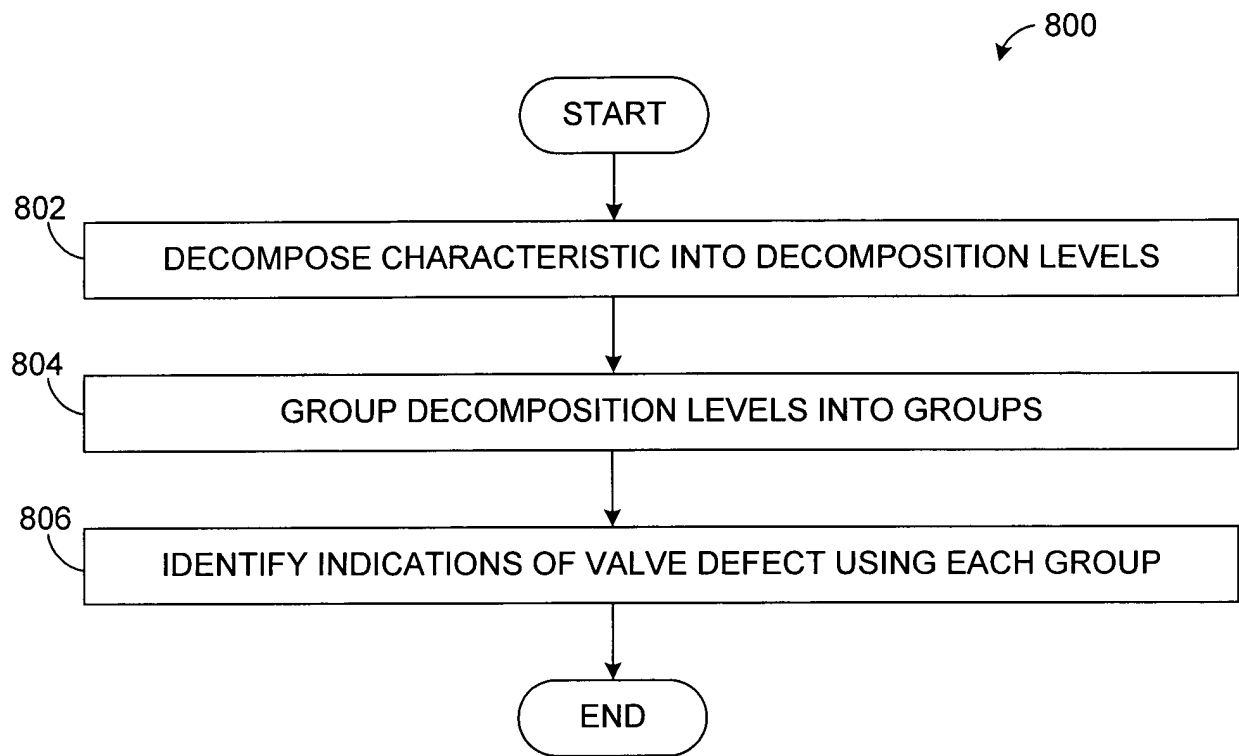 800
START
802
DECOMPOSE CHARACTERISTIC INTO DECOMPOSITION LEVELS
804
GROUP DECOMPOSITION LEVELS INTO GROUPS
806
IDENTIFY INDICATIONS OF VALVE DEFECT USING EACH GROUP
END